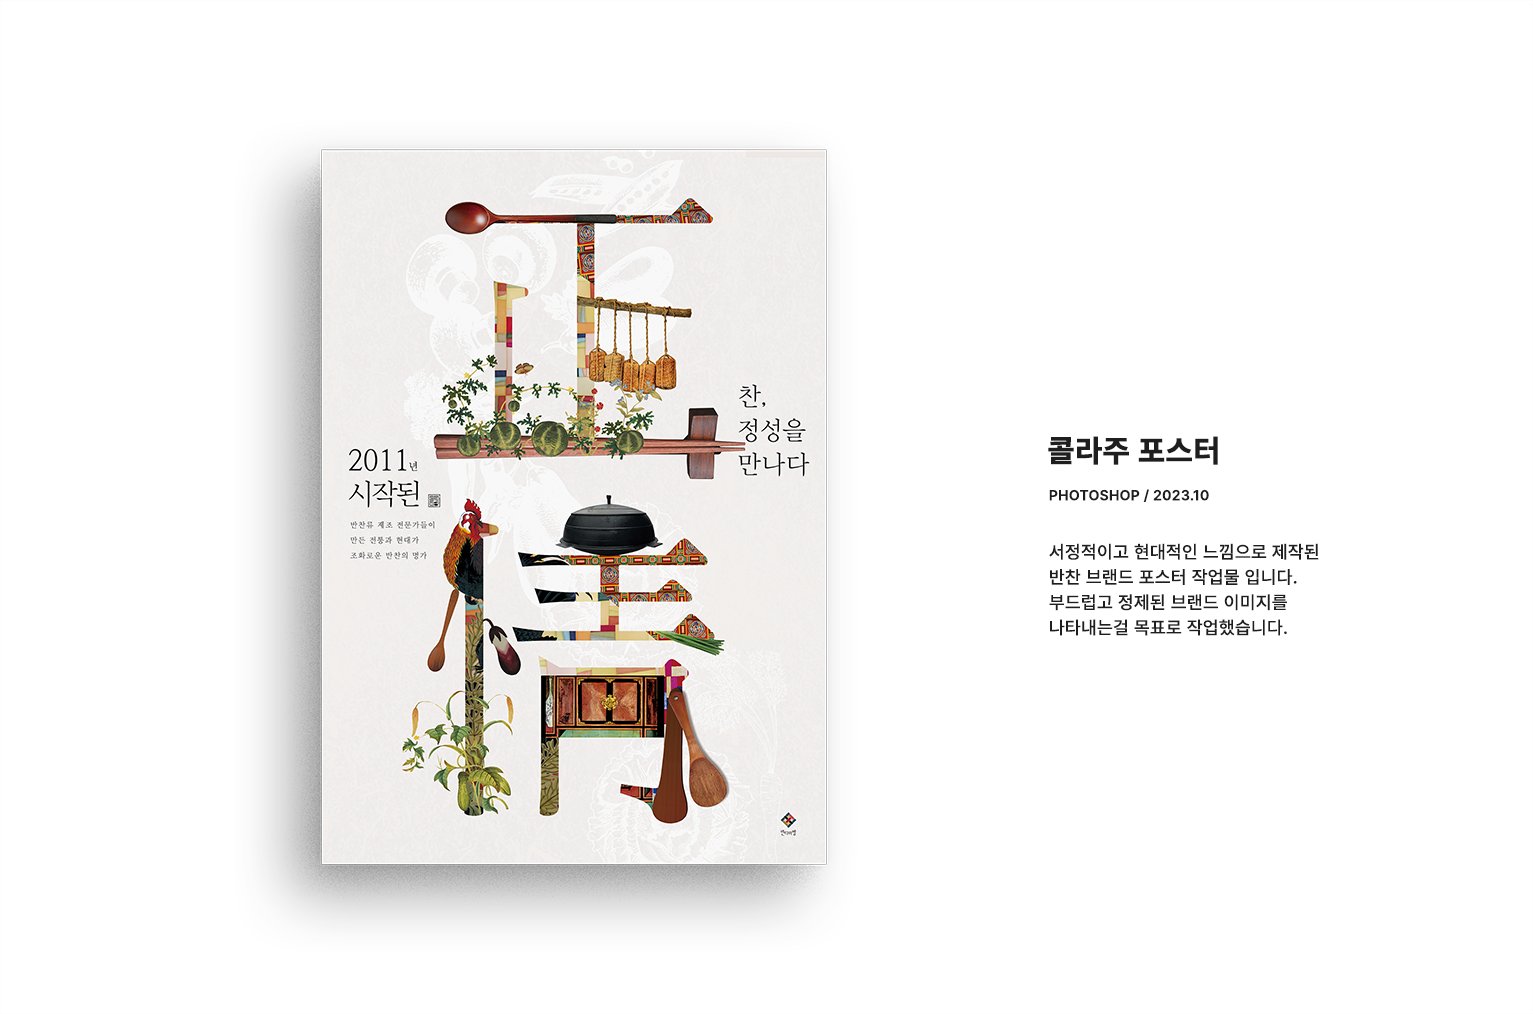 正
情
찬,
정성을
만나다
2011년
시작된
반찬류 제조 전문가들이
만든 전통과 현대가
조화로운 반찬의 명가
콜라주 포스터
PHOTOSHOP / 2023.10
서정적이고 현대적인 느낌으로 제작된
반찬 브랜드 포스터 작업물 입니다.
부드럽고 정제된 브랜드 이미지를
나타내는걸 목표로 작업했습니다.